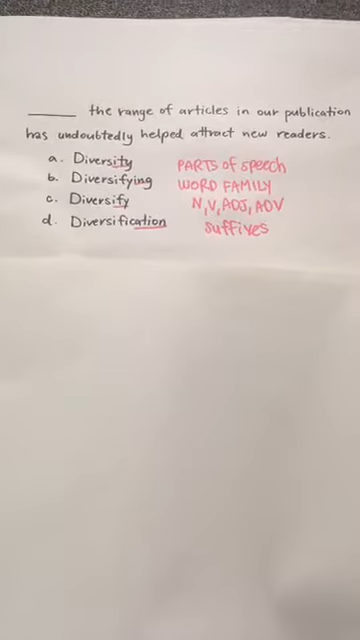 _____ the range of articles in our publication
has undoubtedly helped attract new readers.
a. Diversity
b. Diversifying
c. Diversify
d. Diversification
PARTS of speech
WORD FAMILY
N, V, ADJ, ADV
suffixes